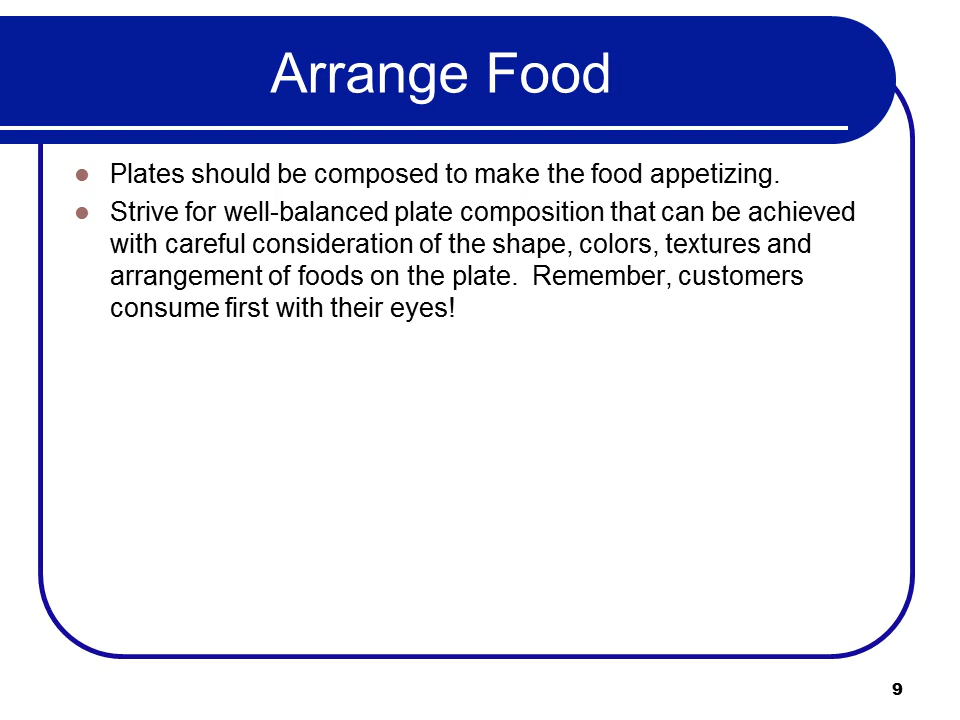 Arrange Food
Plates should be composed to make the food appetizing.
Strive for well-balanced plate composition that can be achieved
with careful consideration of the shape, colors, textures and
arrangement of foods on the plate.  Remember, customers
consume first with their eyes!
9